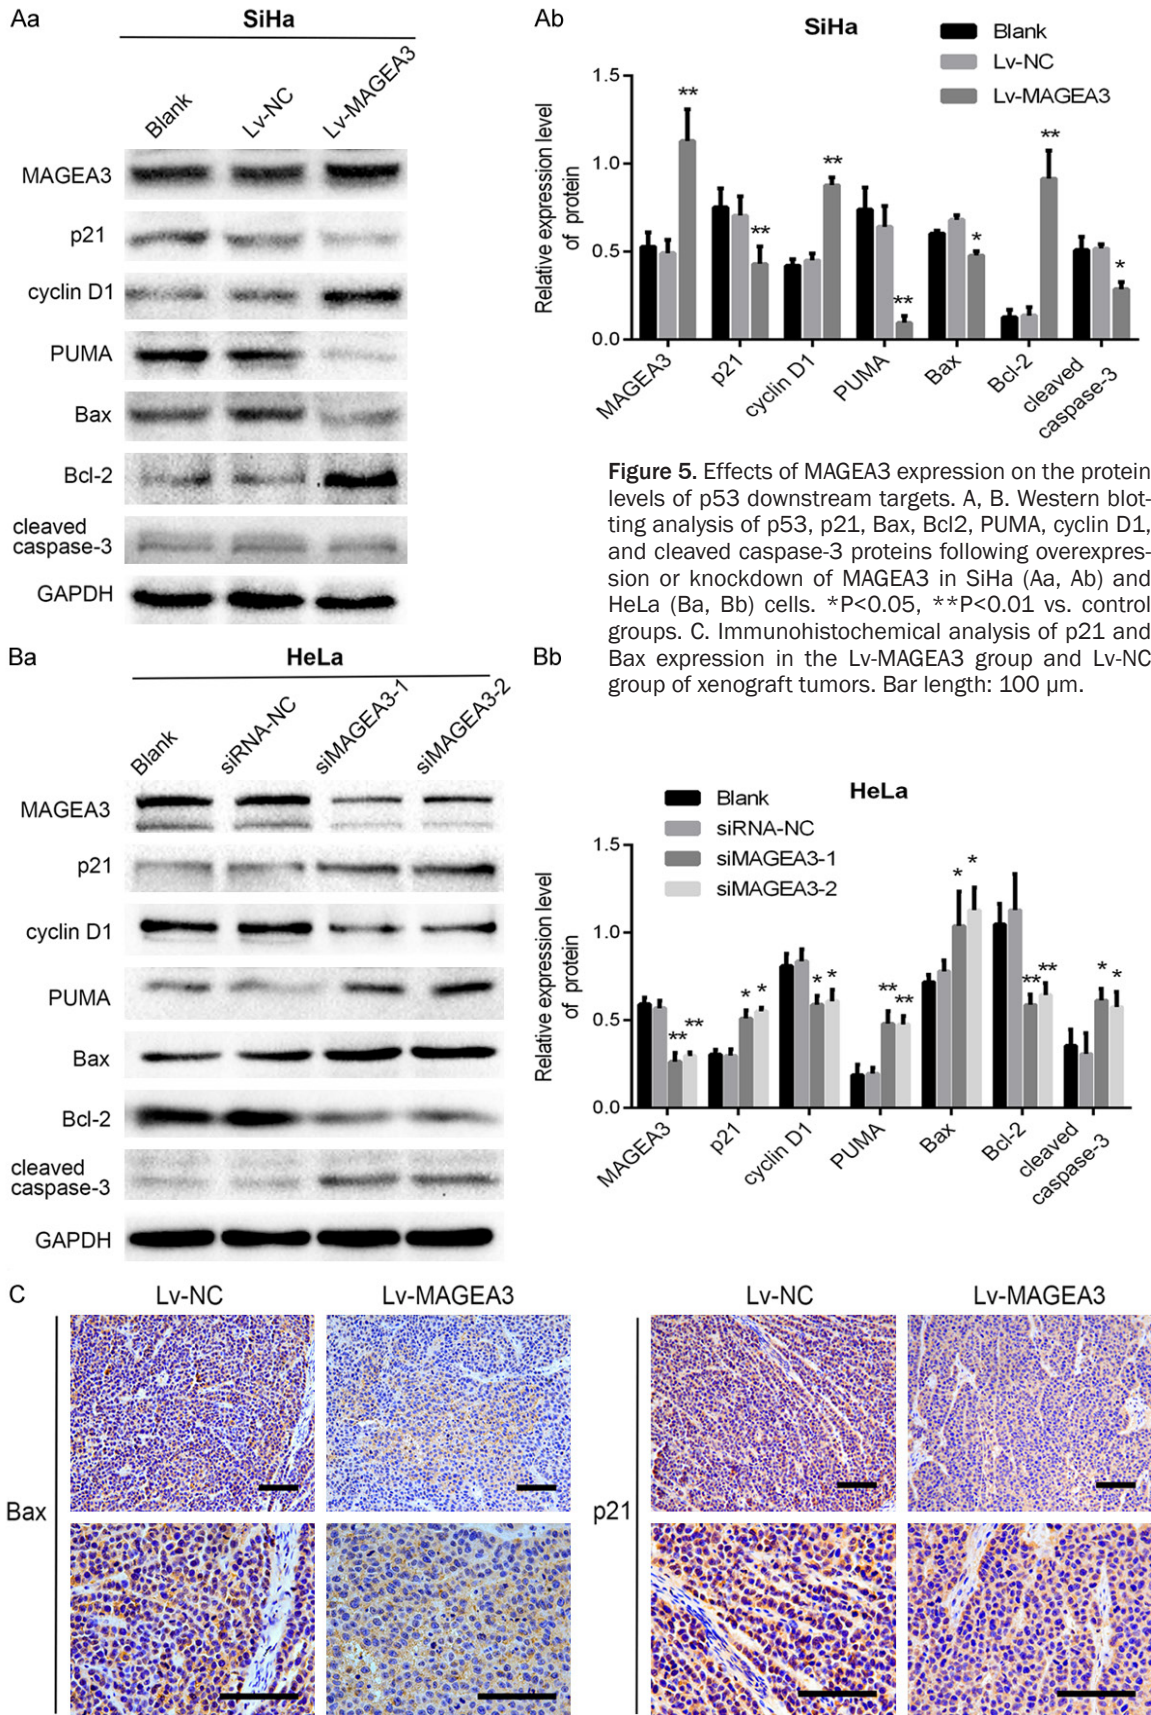 Aa
SiHa
Blank
Lv-NC
Lv-MAGEA3
MAGEA3
p21
cyclin D1
PUMA
Bax
Bcl-2
cleaved
caspase-3
GAPDH
Ab
SiHa
Blank
Lv-NC
Lv-MAGEA3
Relative expression level
of protein
1.5
1.0
0.5
0.0
**
**
**
**
*
**
*
MAGEA3
p21
cyclin D1
PUMA
Bax
Bcl-2
cleaved
caspase-3
Figure 5. Effects of MAGEA3 expression on the protein
levels of p53 downstream targets. A, B. Western blot-
ting analysis of p53, p21, Bax, Bcl2, PUMA, cyclin D1,
and cleaved caspase-3 proteins following overexpres-
sion or knockdown of MAGEA3 in SiHa (Aa, Ab) and
HeLa (Ba, Bb) cells. *P<0.05, **P<0.01 vs. control
groups. C. Immunohistochemical analysis of p21 and
Bax expression in the Lv-MAGEA3 group and Lv-NC
group of xenograft tumors. Bar length: 100 μm.
Ba
HeLa
Blank
siRNA-NC
siMAGEA3-1
siMAGEA3-2
MAGEA3
p21
cyclin D1
PUMA
Bax
Bcl-2
cleaved
caspase-3
GAPDH
Bb
HeLa
Blank
siRNA-NC
siMAGEA3-1
siMAGEA3-2
Relative expression level
of protein
1.5
1.0
0.5
0.0
**
**
*
*
*
*
**
**
*
*
**
**
*
*
MAGEA3
p21
cyclin D1
PUMA
Bax
Bcl-2
cleaved
caspase-3
C
Lv-NC
Lv-MAGEA3
Bax
Lv-NC
Lv-MAGEA3
p21